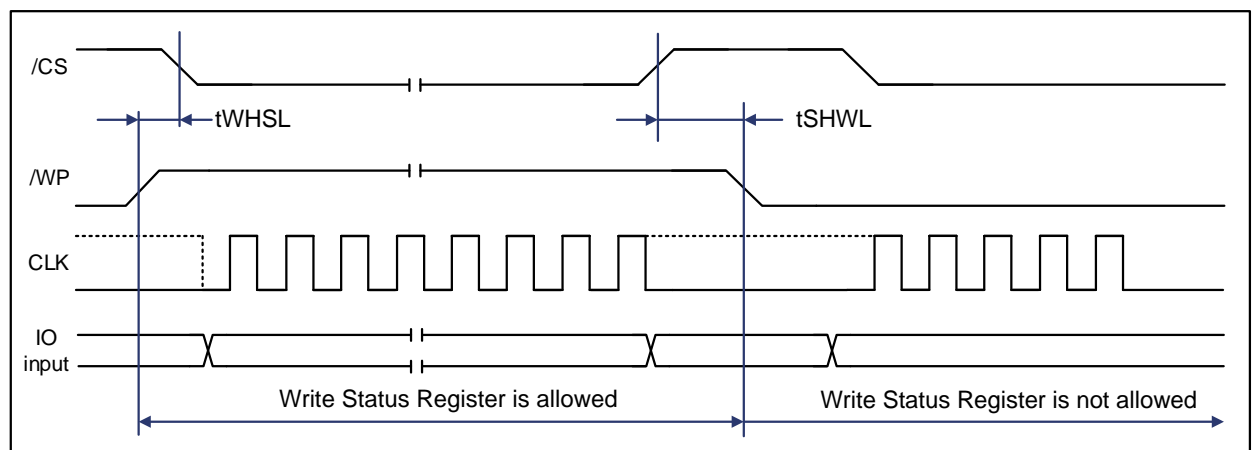 /CS
tWHSL
tSHWL
/WP
CLK
IO
input
Write Status Register is allowed
Write Status Register is not allowed